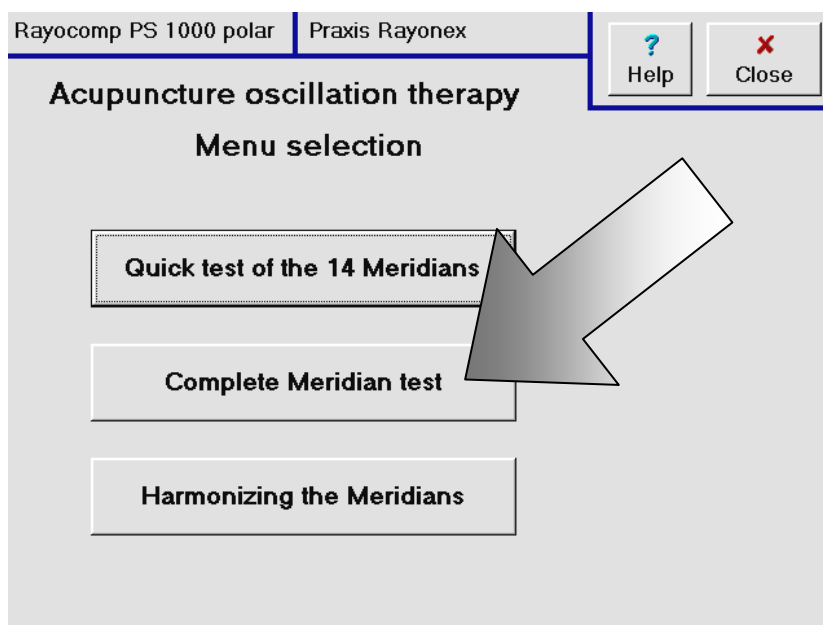 Rayocomp PS 1000 polar
Praxis Rayonex
?
Help
x
Close
Acupuncture oscillation therapy
Menu selection
Quick test of the 14 Meridians
Complete Meridian test
Harmonizing the Meridians